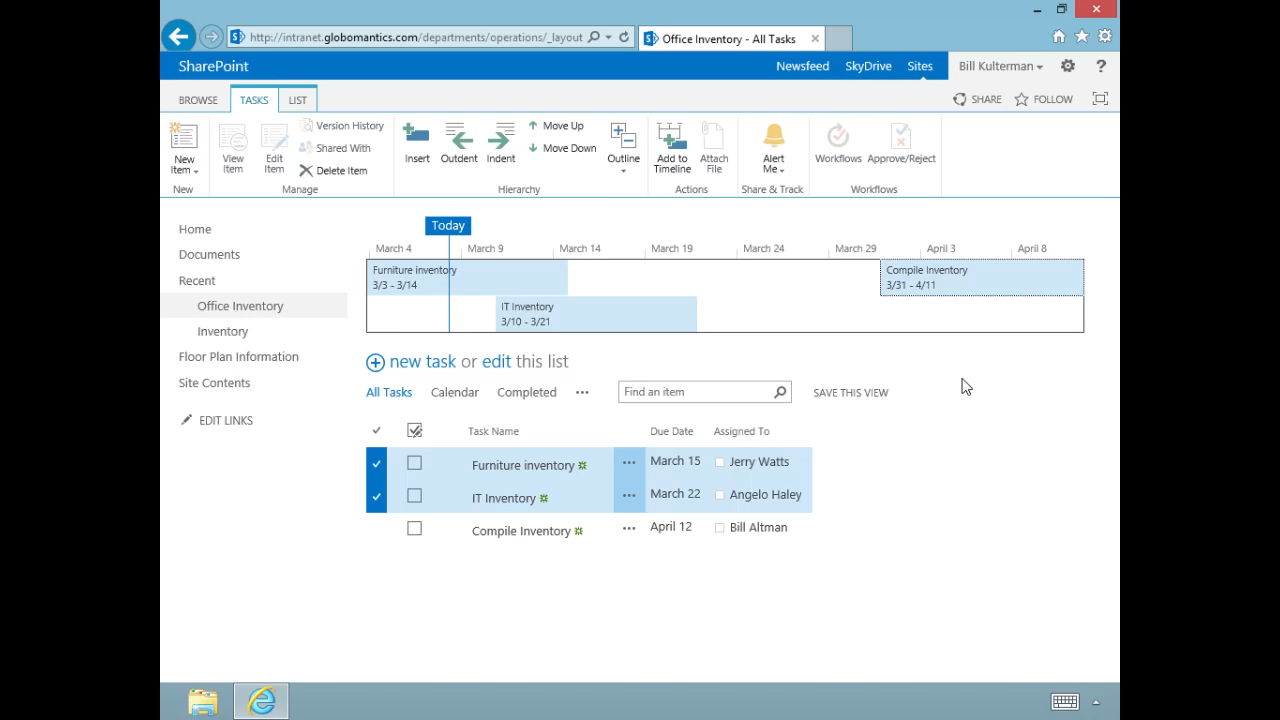 http://intranet.globomantics.com/departments/operations/_layout
Office Inventory - All Tasks
SharePoint
Newsfeed SkyDrive Sites Bill Kulterman ?
BROWSE TASKS LIST SHARE FOLLOW
New Item
View Item
Edit Item
Version History
Shared With
Delete Item
Insert
Outdent
Indent
Move Up
Move Down
Outline
Add to Timeline
Attach File
Alert Me
Workflows
Approve/Reject
New Manage Hierarchy Actions Share & Track Workflows
Home
Documents
Recent
Office Inventory
Inventory
Floor Plan Information
Site Contents
EDIT LINKS
Today
March 4 March 9 March 14 March 19 March 24 March 29 April 3 April 8
Furniture inventory
3/3 - 3/14
Compile Inventory
3/31 - 4/11
IT Inventory
3/10 - 3/21
new task or edit this list
All Tasks Calendar Completed ... Find an item SAVE THIS VIEW
Task Name Due Date Assigned To
Furniture inventory ... March 15 Jerry Watts
IT Inventory ... March 22 Angelo Haley
Compile Inventory ... April 12 Bill Altman